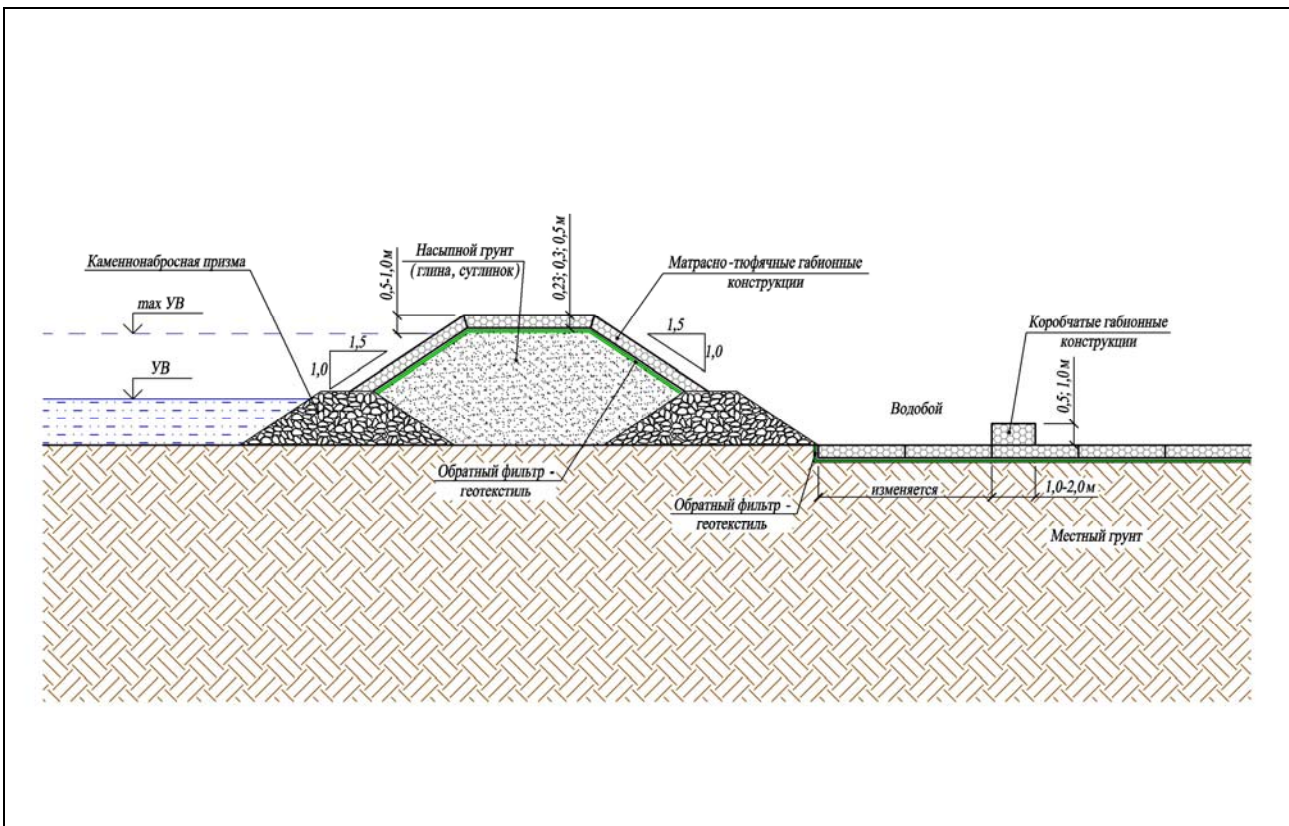 Каменнонабросная призма
max УВ
УВ
1,5
1,0
0,5-1,0м
Насыпной грунт
(глина, суглинок)
0,23; 0,3; 0,5м
Матрасно-тюфячные габионные
конструкции
1,5
1,0
Коробчатые габионные
конструкции
0,5; 1,0м
Водобой
Обратный фильтр -
геотекстиль
Обратный фильтр -
геотекстиль
изменяется
1,0-2,0м
Местный грунт